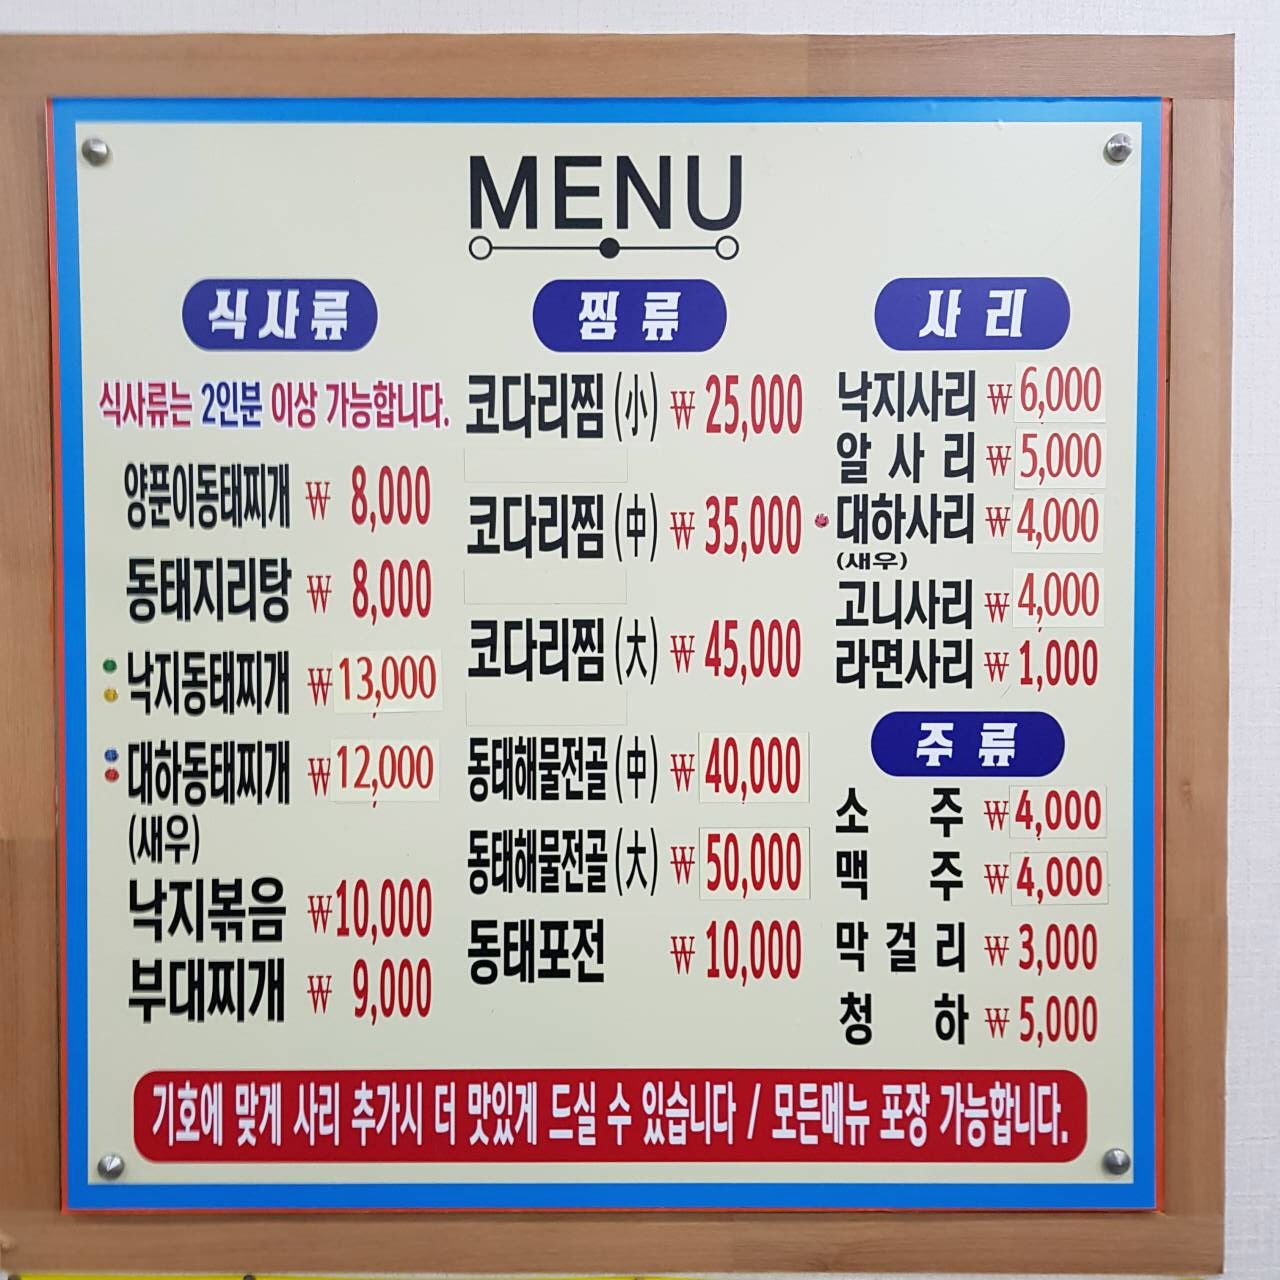 MENU
식사류
식사류는 2인분 이상 가능합니다.
양푼이동태찌개 ₩ 8,000
동태지리탕 ₩ 8,000
낙지동태찌개 ₩13,000
대하동태찌개 ₩12,000
(새우)
낙지볶음 ₩10,000
부대찌개 ₩ 9,000
찜류
코다리찜(小) ₩ 25,000
코다리찜(中) ₩ 35,000
코다리찜(大) ₩ 45,000
동태해물전골(中) ₩ 40,000
동태해물전골(大) ₩ 50,000
동태포전 ₩ 10,000
사리
낙지사리 ₩ 6,000
알사리 ₩ 5,000
대하사리 ₩ 4,000
(새우)
고니사리 ₩ 4,000
라면사리 ₩ 1,000
주류
소주 ₩ 4,000
맥주 ₩ 4,000
막걸리 ₩ 3,000
청하 ₩ 5,000
기호에 맞게 사리 추가시 더 맛있게 드실 수 있습니다 / 모든메뉴 포장 가능합니다.